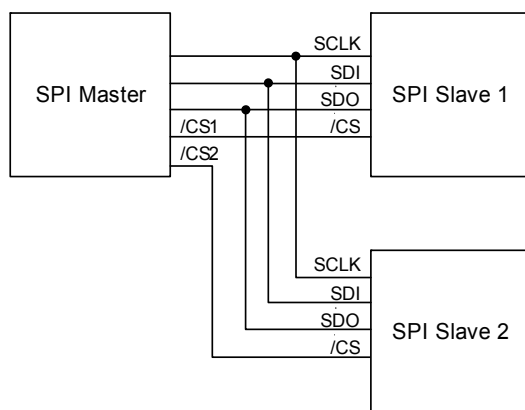 SPI Master
SCLK
SDI
SDO
/CS
/CS1
/CS2
SPI Slave 1
SCLK
SDI
SDO
/CS
SPI Slave 2